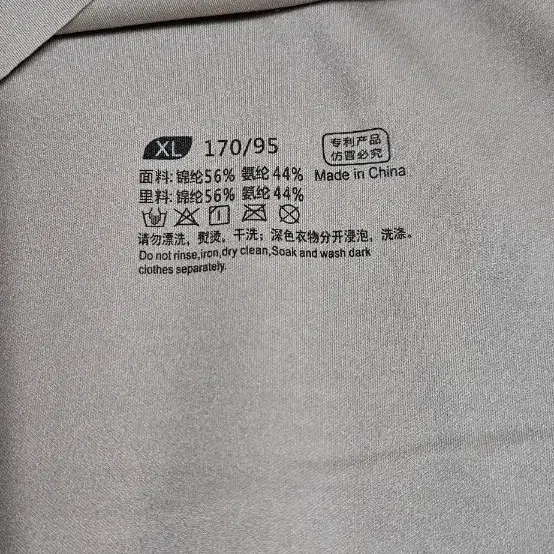 XL 170/95
专利产品
仿冒必究
面料:锦纶56% 氨纶44% Made in China
里料:锦纶56% 氨纶44%
请勿漂洗，熨烫，干洗；深色衣物分开浸泡，洗涤。
Do not rinse,iron,dry clean,Soak and wash dark
clothes separately.